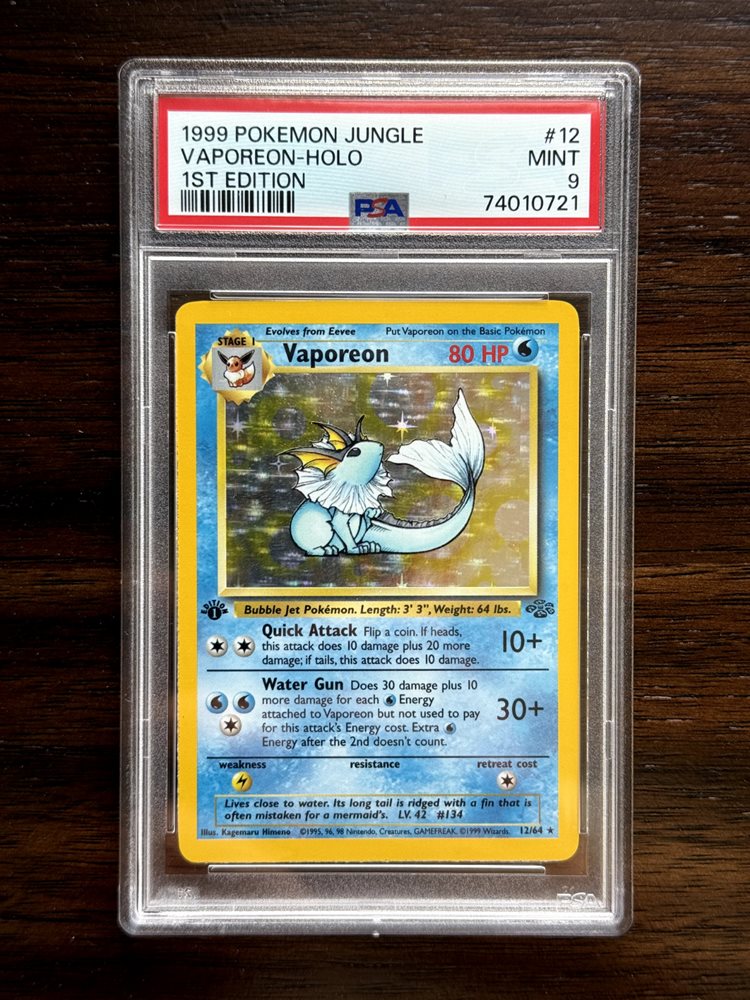 1999 POKEMON JUNGLE #12
VAPOREON-HOLO MINT
1ST EDITION 9
PSA 74010721
Evolves from Eevee Put Vaporeon on the Basic Pokémon
STAGE 1
Vaporeon 80 HP
EDITION 1
Bubble Jet Pokémon. Length: 3' 3", Weight: 64 lbs.
Quick Attack Flip a coin. If heads,
this attack does 10 damage plus 20 more 10+
damage; if tails, this attack does 10 damage.
Water Gun Does 30 damage plus 10
more damage for each Energy
attached to Vaporeon but not used to pay 30+
for this attack's Energy cost. Extra
Energy after the 2nd doesn't count.
weakness resistance retreat cost
Lives close to water. Its long tail is ridged with a fin that is
often mistaken for a mermaid's. LV. 42 #134
Illus. Kagemaru Himeno ©1995, 96, 98 Nintendo, Creatures, GAMEFREAK. ©1999 Wizards. 12/64 ★
PSA